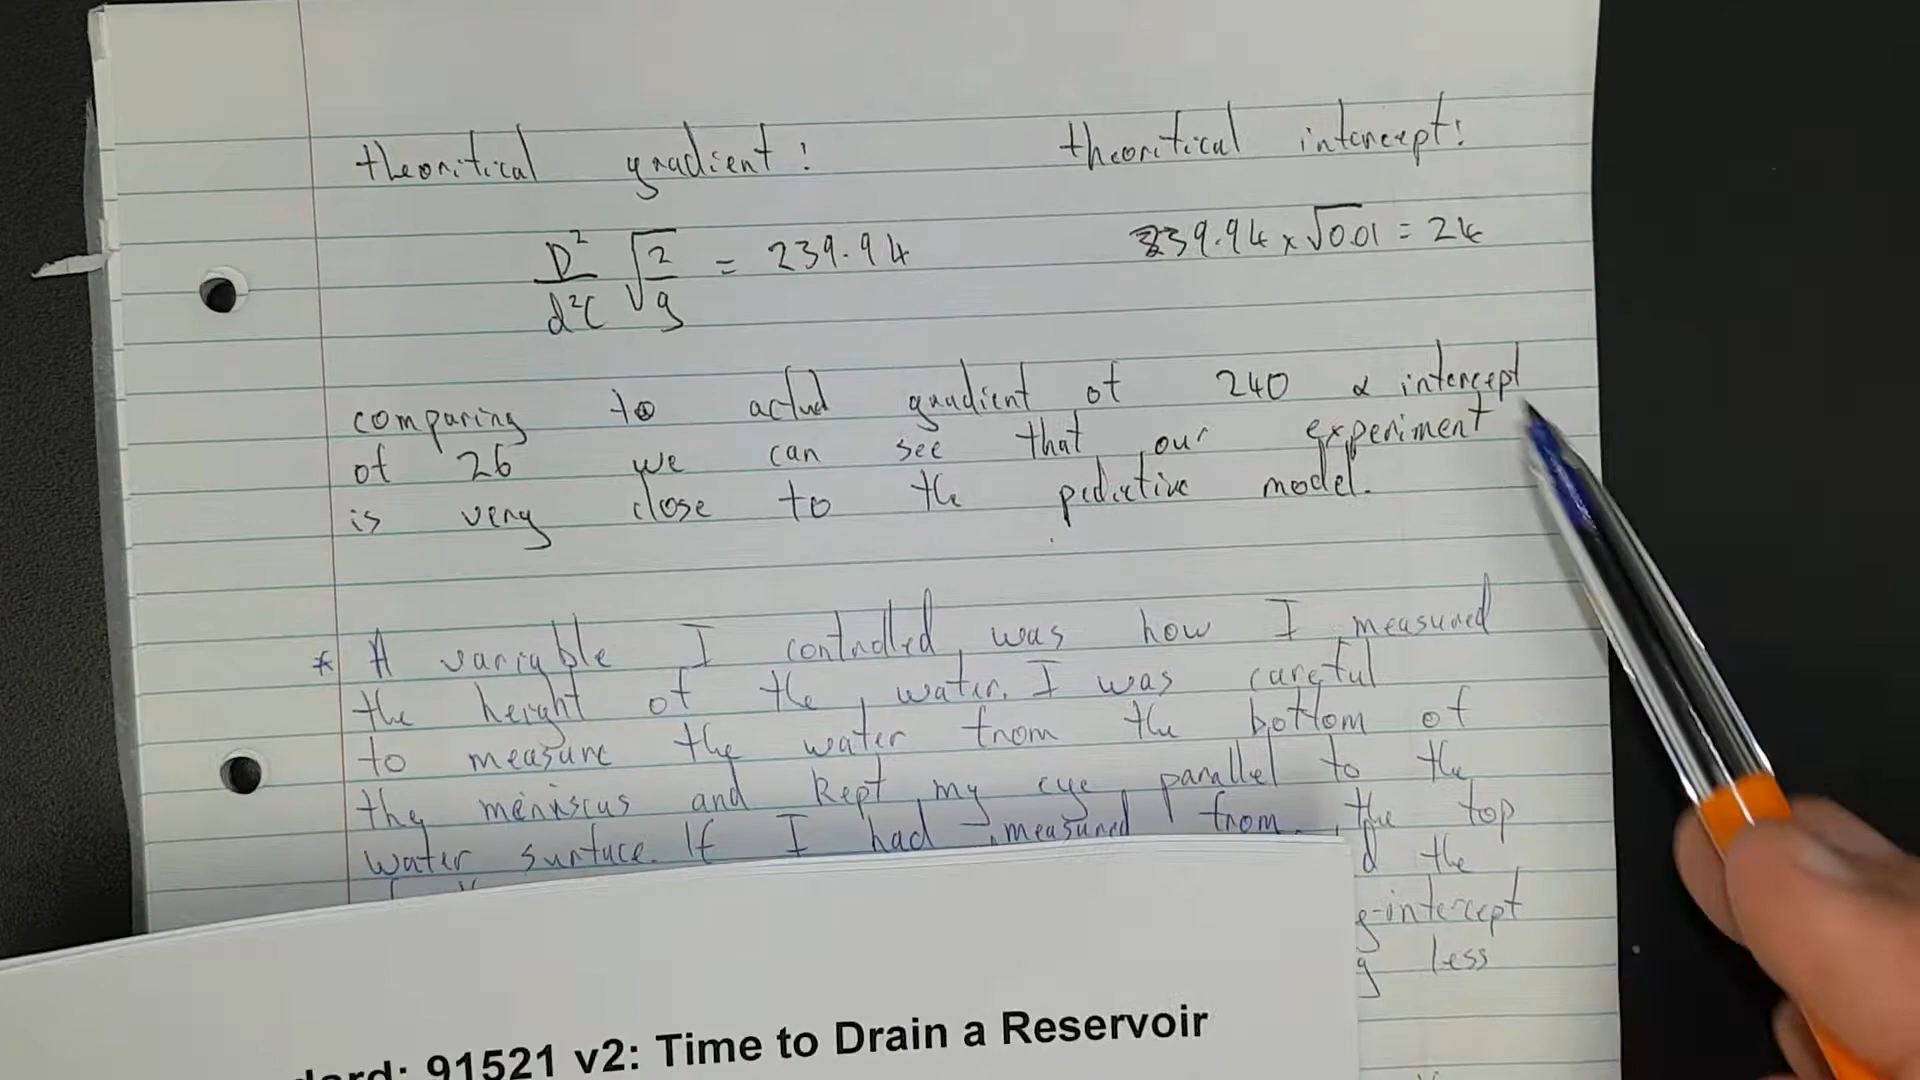 theoritical gradient: theoritical intercept:
D²/d²C √2/g = 239.94 239.94 x √0.01 = 24
comparing to actual gradient of 240 & intercept
of 26 we can see that our experiment
is very close to the pedictive model.
* A variable I controlled was how I measured
the height of the water. I was careful
to measure the water from the bottom of
the meniscus and kept my eye parallel to the
water surface. If I had measured from the top
the
y-intercept
less
91521 v2: Time to Drain a Reservoir